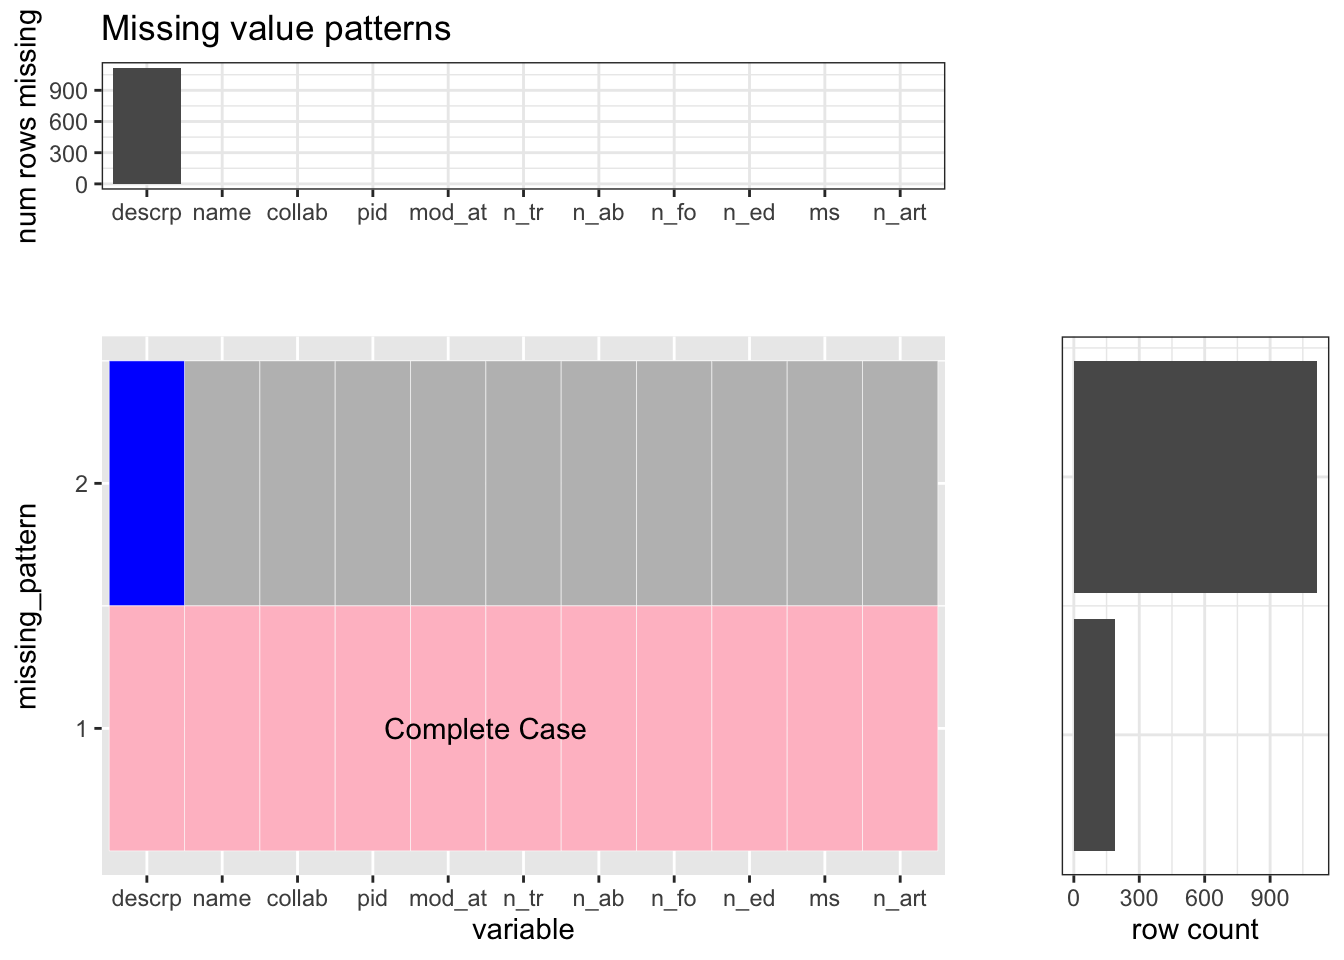 Missing value patterns
num rows missing
900
600
300
0
descrp name collab pid mod_at n_tr n_ab n_fo n_ed ms n_art
missing_pattern
2
1
Complete Case
descrp name collab pid mod_at n_tr n_ab n_fo n_ed ms n_art
variable
0 300 600 900
row count